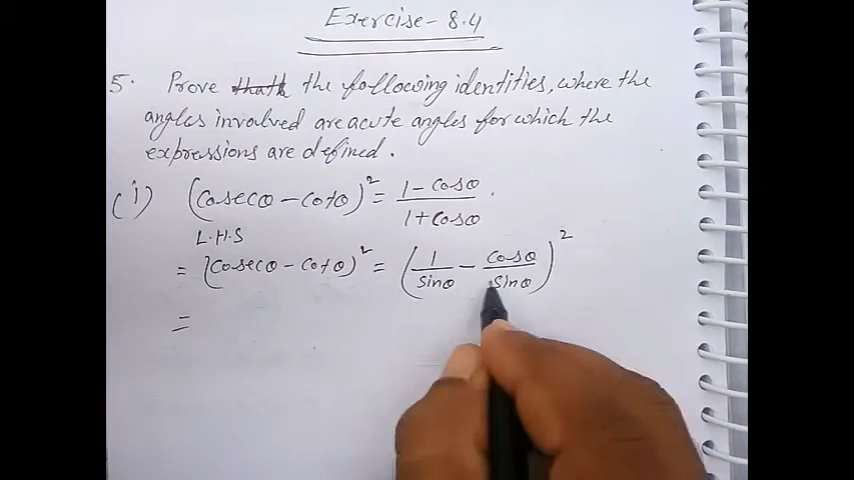 Exercise - 8.4
5. Prove that the following identities, where the
angles involved are acute angles for which the
expressions are defined.
(i) (cosecθ - cotθ)² = 1 - cosθ / 1 + cosθ .
L.H.S
= (cosecθ - cotθ)² = (1/sinθ - cosθ/sinθ)²
=